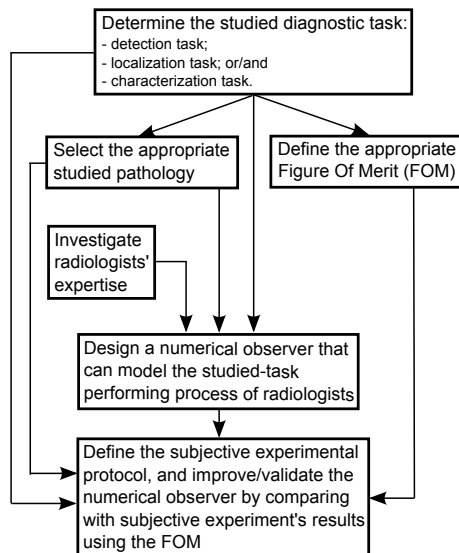 Determine the studied diagnostic task:
- detection task;
- localization task; or/and
- characterization task.
Select the appropriate
studied pathology
Define the appropriate
Figure Of Merit (FOM)
Investigate
radiologists'
expertise
Design a numerical observer that
can model the studied-task
performing process of radiologists
Define the subjective experimental
protocol, and improve/validate the
numerical observer by comparing
with subjective experiment's results
using the FOM